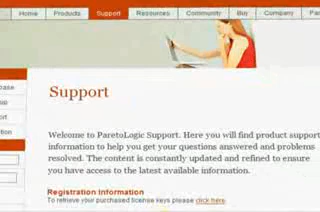 Home Products Support Resources Community Buy Company
Support
Welcome to ParetoLogic Support. Here you will find product support
information to help you get your questions answered and problems
resolved. The content is constantly updated and refined to ensure
you have access to the latest available information.
Registration Information
To retrieve your purchased license keys please click here.